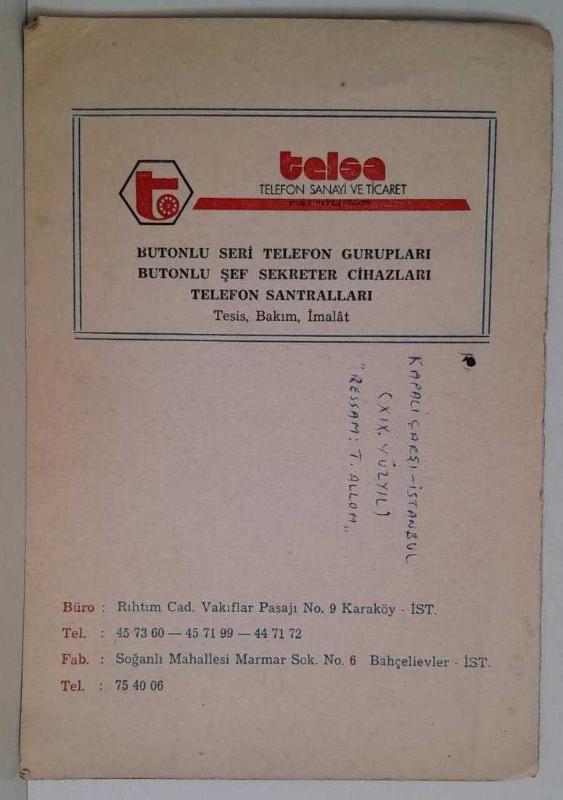 telsa
TELEFON SANAYİ VE TİCARET
imalat montaj bakım
BUTONLU SERİ TELEFON GURUPLARI
BUTONLU ŞEF SEKRETER CİHAZLARI
TELEFON SANTRALLARI
Tesis, Bakım, İmalât
KAPALI ÇARŞI - İSTANBUL
(XIX. YÜZYIL)
"RESSAM: T. ALLOM"
Büro : Rıhtım Cad. Vakıflar Pasajı No. 9 Karaköy - İST.
Tel. : 45 73 60 — 45 71 99 — 44 71 72
Fab. : Soğanlı Mahallesi Marmar Sok. No. 6 Bahçelievler - İST.
Tel. : 75 40 06